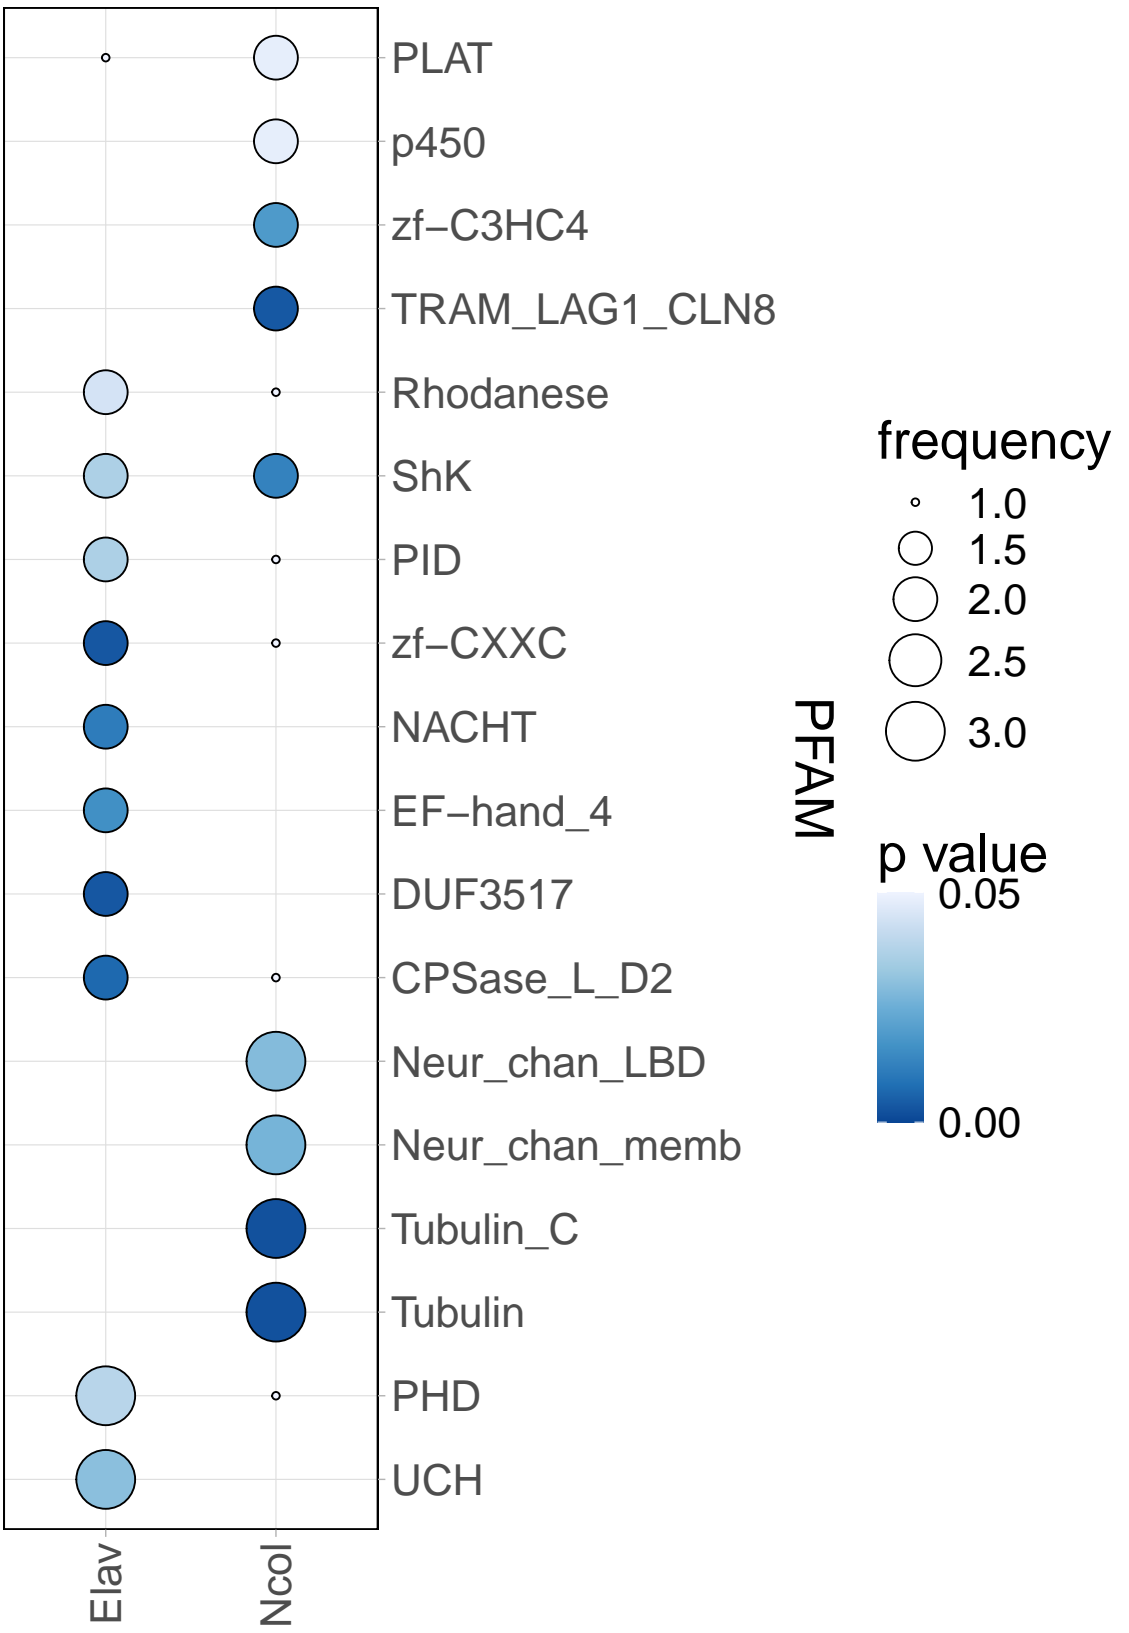 PLAT
p450
zf−C3HC4
TRAM_LAG1_CLN8
Rhodanese
ShK
PID
zf−CXXC
NACHT
EF−hand_4
DUF3517
CPSase_L_D2
Neur_chan_LBD
Neur_chan_memb
Tubulin_C
Tubulin
PHD
UCH
Elav
Ncol
PFAM
frequency
1.0
1.5
2.0
2.5
3.0
p value
0.05
0.00